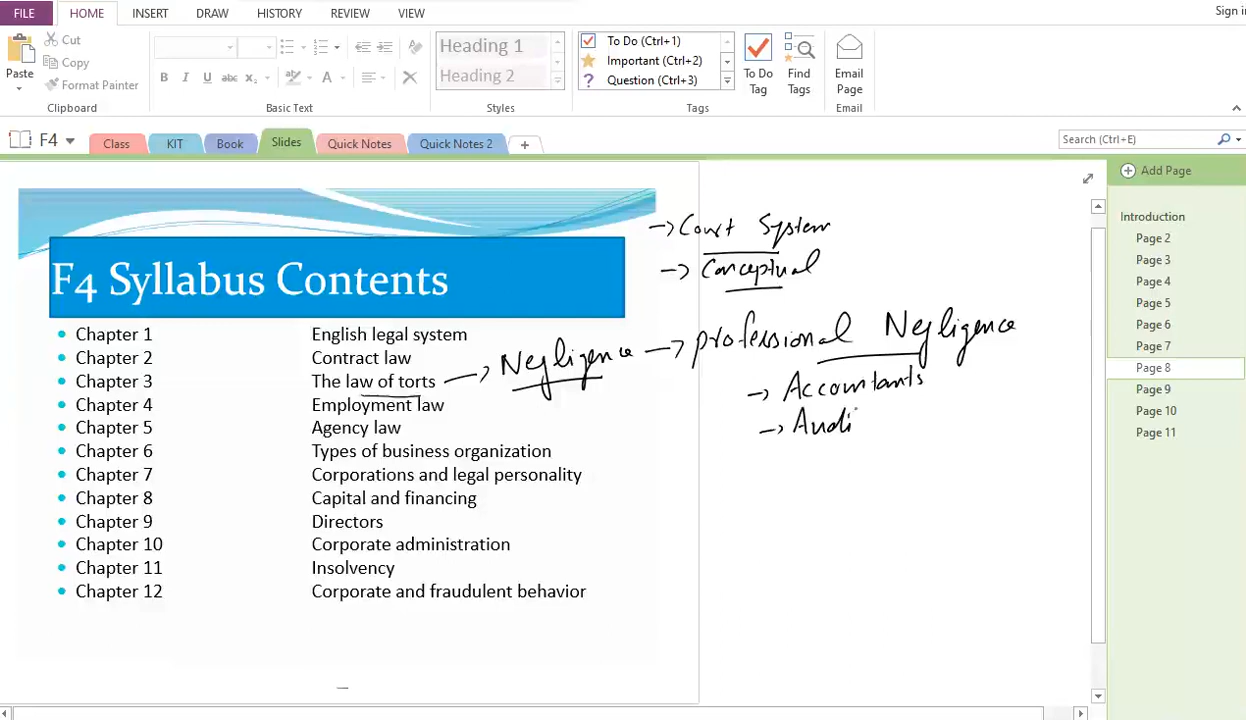 FILE HOME INSERT DRAW HISTORY REVIEW VIEW Sign in
Paste
Cut
Copy
Format Painter
Clipboard
B I U abc x₂ A
Basic Text
Heading 1
Heading 2
Styles
To Do (Ctrl+1)
Important (Ctrl+2)
? Question (Ctrl+3)
Tags
To Do Tag
Find Tags
Email Page
Email
F4 Class KIT Book Slides Quick Notes Quick Notes 2 + Search (Ctrl+E)
Add Page
Introduction
Page 2
Page 3
Page 4
Page 5
Page 6
Page 7
Page 8
Page 9
Page 10
Page 11
F4 Syllabus Contents
Chapter 1 English legal system
Chapter 2 Contract law
Chapter 3 The law of torts
Chapter 4 Employment law
Chapter 5 Agency law
Chapter 6 Types of business organization
Chapter 7 Corporations and legal personality
Chapter 8 Capital and financing
Chapter 9 Directors
Chapter 10 Corporate administration
Chapter 11 Insolvency
Chapter 12 Corporate and fraudulent behavior
→ Court System
→ Conceptual
→ Negligence → professional Negligence
→ Accountants
→ Audi